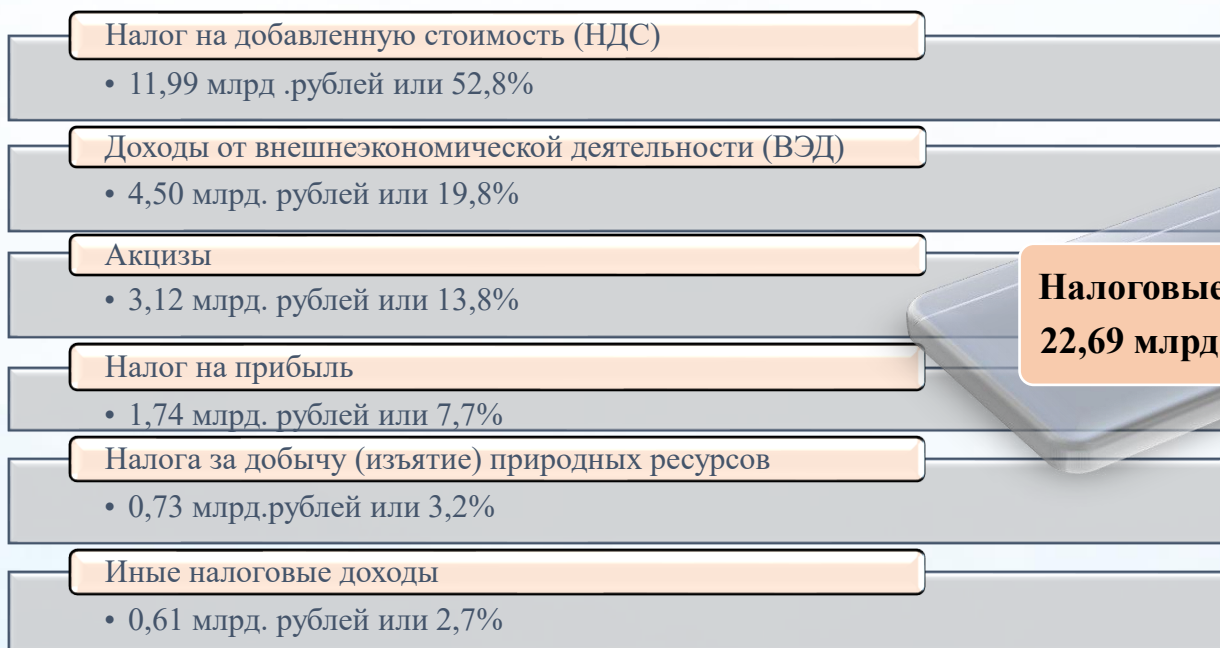 Налог на добавленную стоимость (НДС)
• 11,99 млрд .рублей или 52,8%
Доходы от внешнеэкономической деятельности (ВЭД)
• 4,50 млрд. рублей или 19,8%
Акцизы
• 3,12 млрд. рублей или 13,8%
Налог на прибыль
• 1,74 млрд. рублей или 7,7%
Налога за добычу (изъятие) природных ресурсов
• 0,73 млрд.рублей или 3,2%
Иные налоговые доходы
• 0,61 млрд. рублей или 2,7%
Налоговые
22,69 млрд